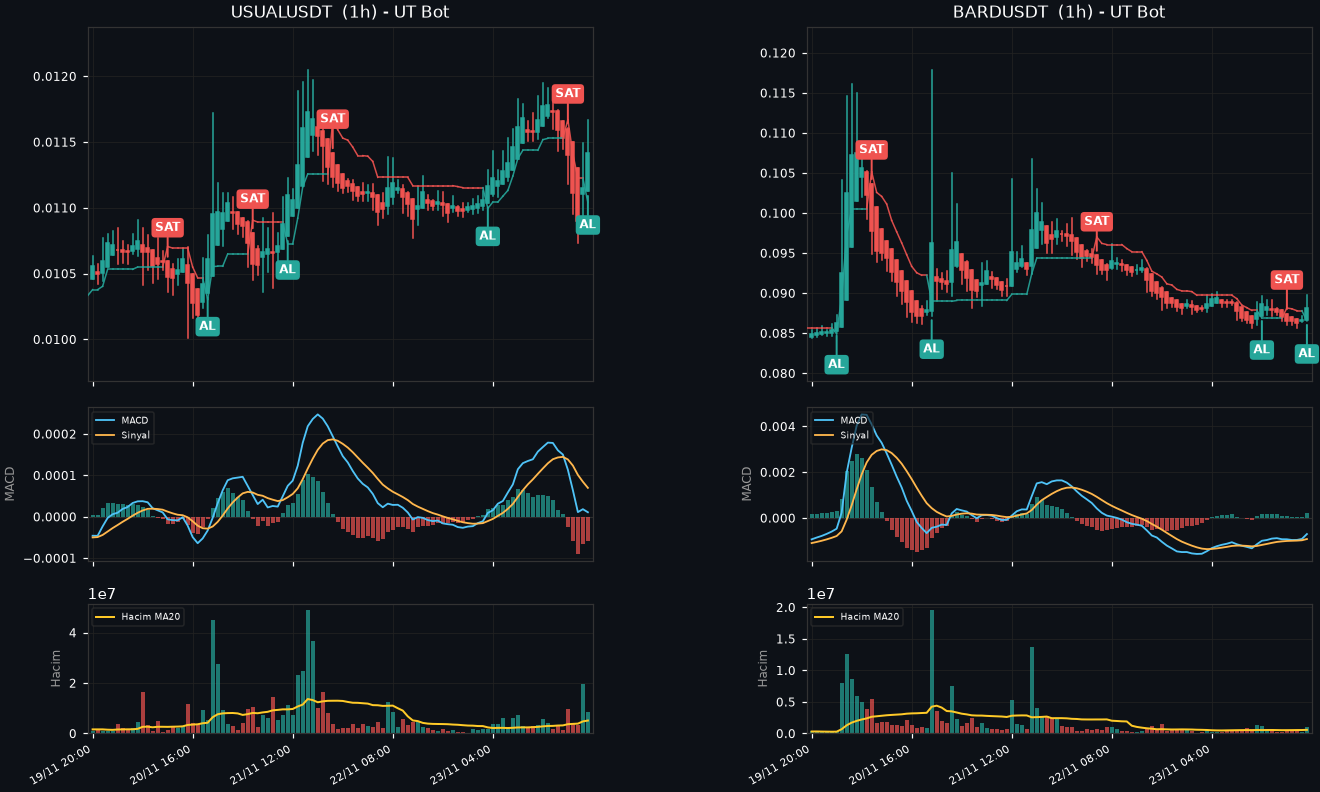 USUALUSDT (1h) - UT Bot
0.0120
0.0115
0.0110
0.0105
0.0100
SAT
SAT
SAT
SAT
AL
AL
AL
AL
MACD
Sinyal
MACD
0.0002
0.0001
0.0000
−0.0001
1e7
Hacim MA20
Hacim
4
2
0
19/11 20:00
20/11 16:00
21/11 12:00
22/11 08:00
23/11 04:00
BARDUSDT (1h) - UT Bot
0.120
0.115
0.110
0.105
0.100
0.095
0.090
0.085
0.080
SAT
SAT
SAT
AL
AL
AL
AL
MACD
Sinyal
MACD
0.004
0.002
0.000
1e7
Hacim MA20
Hacim
2.0
1.5
1.0
0.5
0.0
19/11 20:00
20/11 16:00
21/11 12:00
22/11 08:00
23/11 04:00